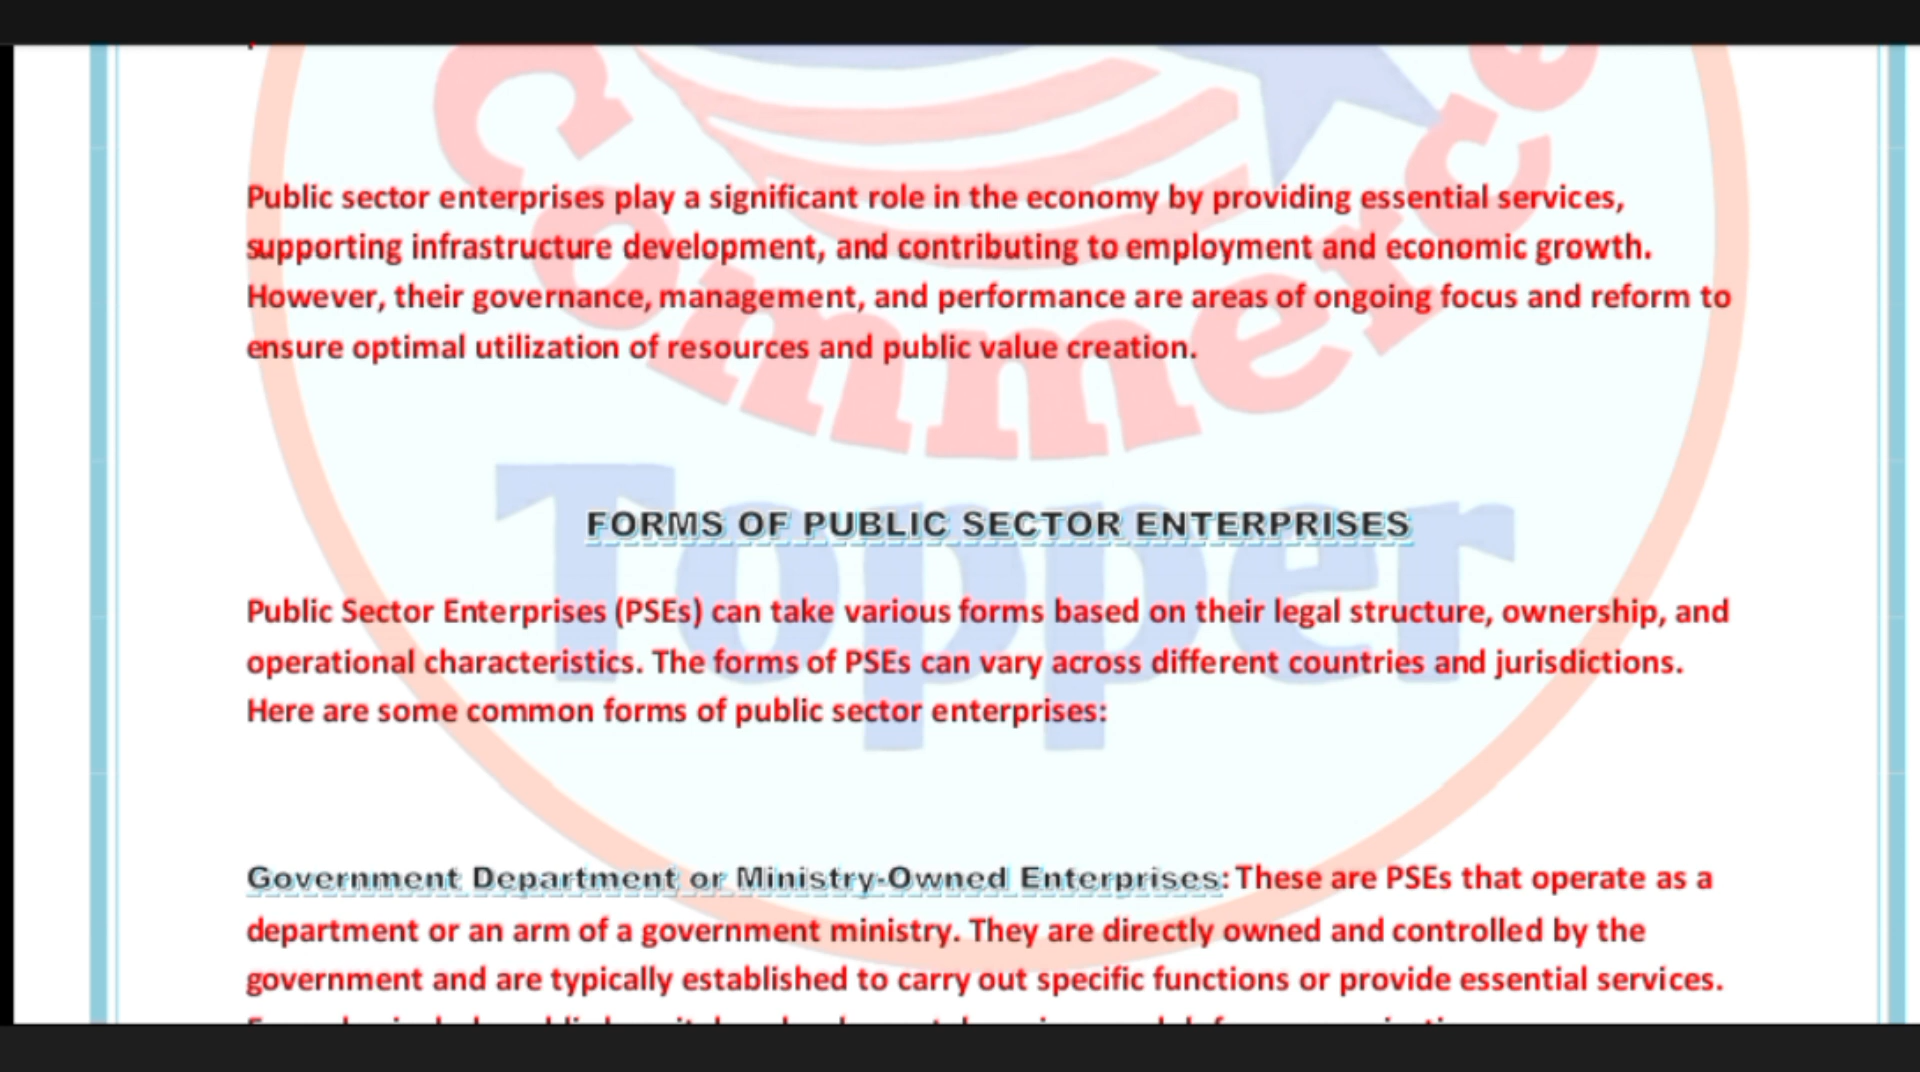 Commerce
Public sector enterprises play a significant role in the economy by providing essential services,
supporting infrastructure development, and contributing to employment and economic growth.
However, their governance, management, and performance are areas of ongoing focus and reform to
ensure optimal utilization of resources and public value creation.
Topper
FORMS OF PUBLIC SECTOR ENTERPRISES
Public Sector Enterprises (PSEs) can take various forms based on their legal structure, ownership, and
operational characteristics. The forms of PSEs can vary across different countries and jurisdictions.
Here are some common forms of public sector enterprises:
Government Department or Ministry-Owned Enterprises: These are PSEs that operate as a
department or an arm of a government ministry. They are directly owned and controlled by the
government and are typically established to carry out specific functions or provide essential services.